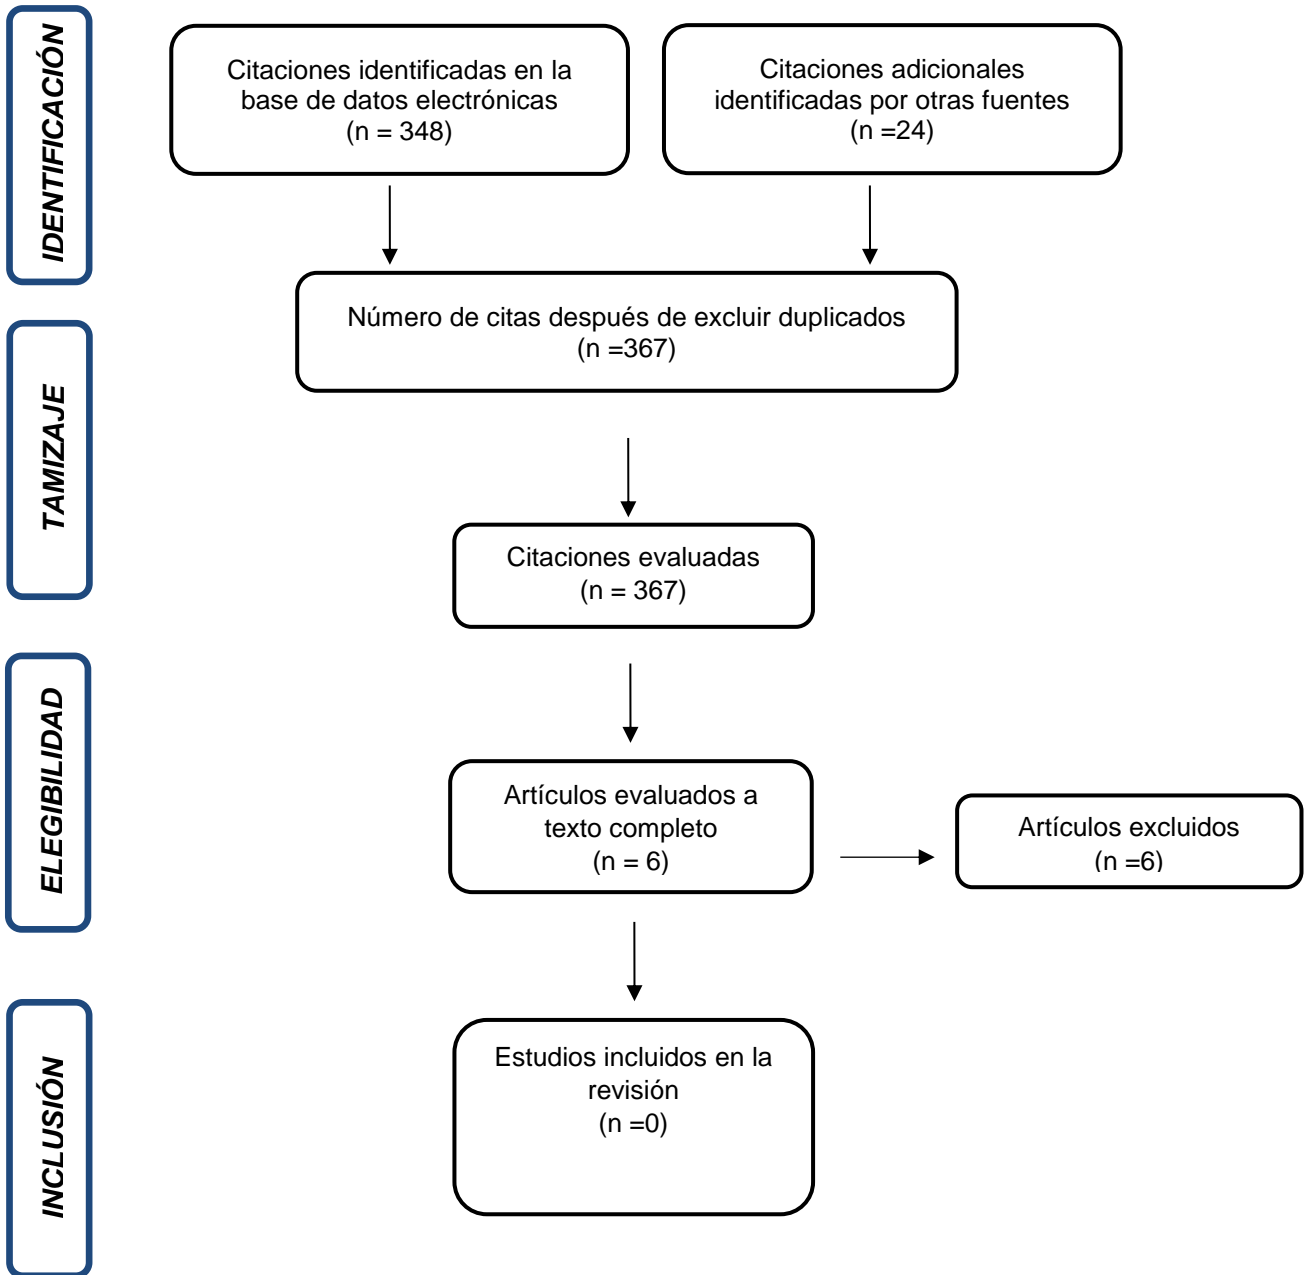 IDENTIFICACIÓN
Citaciones identificadas en la
base de datos electrónicas
(n = 348)
Citaciones adicionales
identificadas por otras fuentes
(n =24)
Número de citas después de excluir duplicados
(n =367)
TAMIZAJE
Citaciones evaluadas
(n = 367)
ELEGIBILIDAD
Artículos evaluados a
texto completo
(n = 6)
Artículos excluidos
(n =6)
INCLUSIÓN
Estudios incluidos en la
revisión
(n =0)